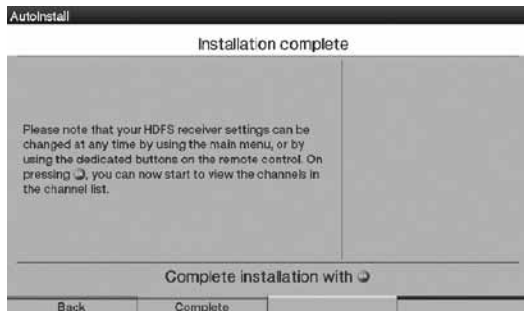 AutoInstall
Installation complete
Please note that your HDFS receiver settings can be
changed at any time by using the main menu, or by
using the dedicated buttons on the remote control. On
pressing , you can now start to view the channels in
the channel list.
Complete installation with
Back Complete